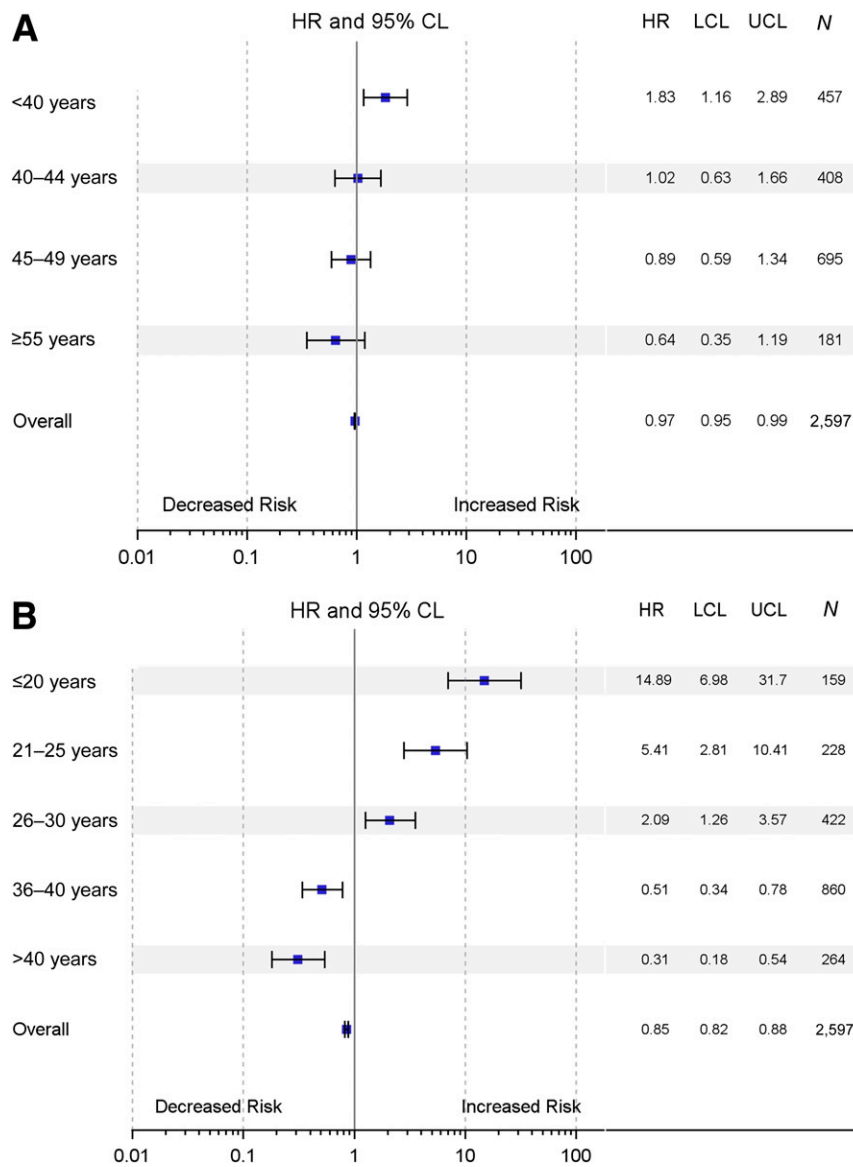 A
HR and 95% CL HR LCL UCL N
<40 years 1.83 1.16 2.89 457
40–44 years 1.02 0.63 1.66 408
45–49 years 0.89 0.59 1.34 695
≥55 years 0.64 0.35 1.19 181
Overall 0.97 0.95 0.99 2,597
Decreased Risk Increased Risk
0.01 0.1 1 10 100
B
HR and 95% CL HR LCL UCL N
≤20 years 14.89 6.98 31.7 159
21–25 years 5.41 2.81 10.41 228
26–30 years 2.09 1.26 3.57 422
36–40 years 0.51 0.34 0.78 860
>40 years 0.31 0.18 0.54 264
Overall 0.85 0.82 0.88 2,597
Decreased Risk Increased Risk
0.01 0.1 1 10 100